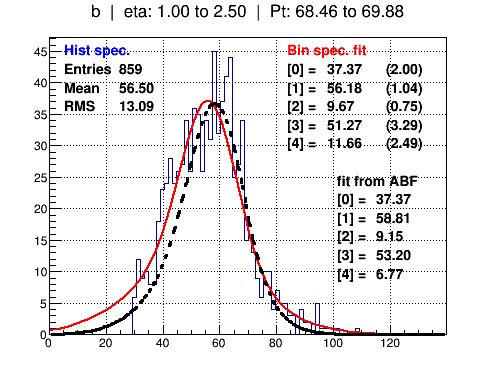 b | eta: 1.00 to 2.50 | Pt: 68.46 to 69.88
Hist spec.
Entries 859
Mean 56.50
RMS 13.09
Bin spec. fit
[0] = 37.37 (2.00)
[1] = 56.18 (1.04)
[2] = 9.67 (0.75)
[3] = 51.27 (3.29)
[4] = 11.66 (2.49)
fit from ABF
[0] = 37.37
[1] = 58.81
[2] = 9.15
[3] = 53.20
[4] = 6.77
45
40
35
30
25
20
15
10
5
0
0 20 40 60 80 100 120